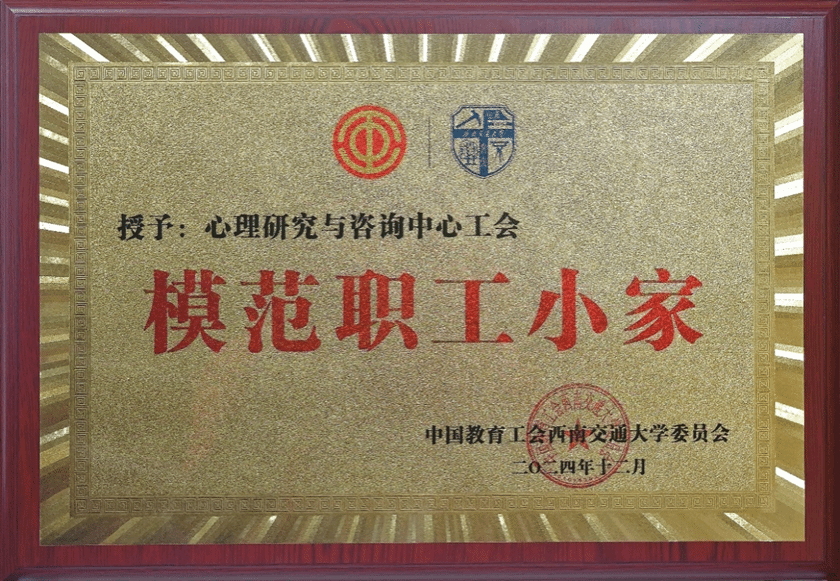 授予：心理研究与咨询中心工会
模范职工小家
中国教育工会西南交通大学委员会
二〇二四年十二月